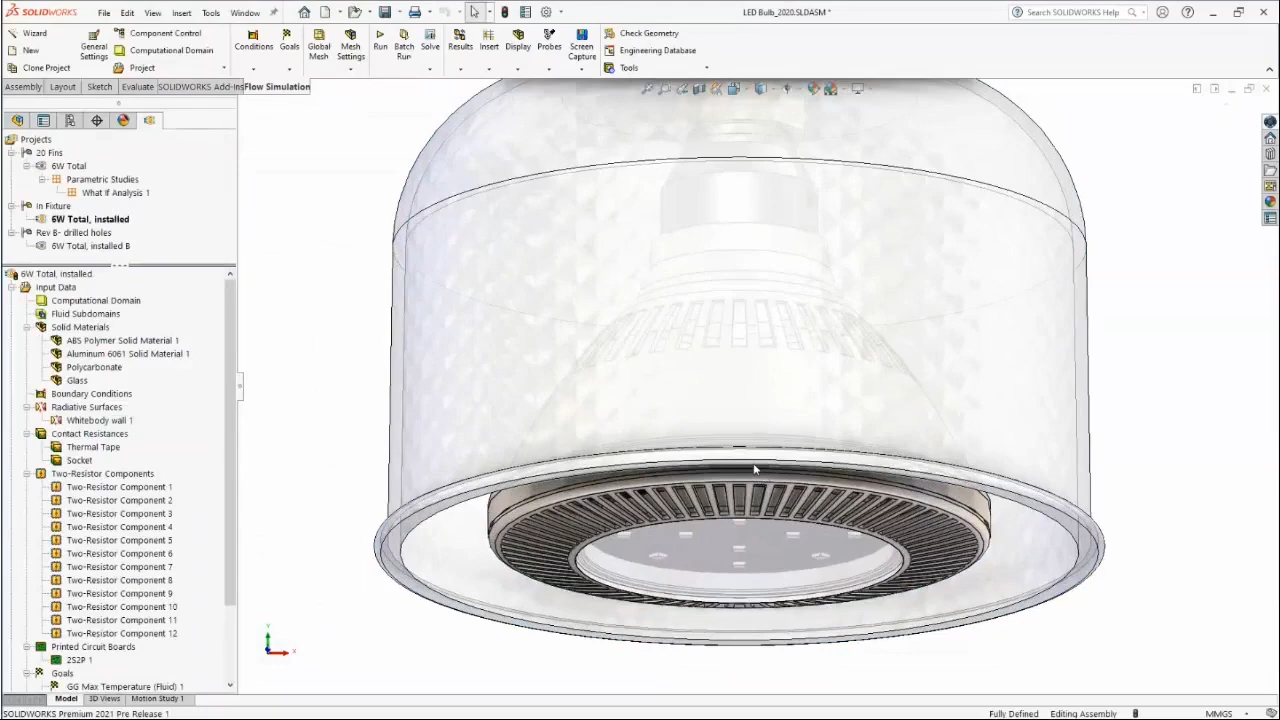 SOLIDWORKS File Edit View Insert Tools Window LED Bulb_2020.SLDASM * Search SOLIDWORKS Help
Wizard
New
Clone Project
General Settings
Component Control
Computational Domain
Project
Conditions
Goals
Global Mesh
Mesh Settings
Run
Batch Run
Solve
Results
Insert
Display
Probes
Screen Capture
Check Geometry
Engineering Database
Tools
Assembly Layout Sketch Evaluate SOLIDWORKS Add-Ins Flow Simulation
Projects
20 Fins
6W Total
Parametric Studies
What If Analysis 1
In Fixture
6W Total, installed
Rev B- drilled holes
6W Total, installed B
6W Total, installed
Input Data
Computational Domain
Fluid Subdomains
Solid Materials
ABS Polymer Solid Material 1
Aluminum 6061 Solid Material 1
Polycarbonate
Glass
Boundary Conditions
Radiative Surfaces
Whitebody wall 1
Contact Resistances
Thermal Tape
Socket
Two-Resistor Components
Two-Resistor Component 1
Two-Resistor Component 2
Two-Resistor Component 3
Two-Resistor Component 4
Two-Resistor Component 5
Two-Resistor Component 6
Two-Resistor Component 7
Two-Resistor Component 8
Two-Resistor Component 9
Two-Resistor Component 10
Two-Resistor Component 11
Two-Resistor Component 12
Printed Circuit Boards
2S2P 1
Goals
GG Max Temperature (Fluid) 1
Y
X
Model 3D Views Motion Study 1
SOLIDWORKS Premium 2021 Pre Release 1 Fully Defined Editing Assembly MMGS